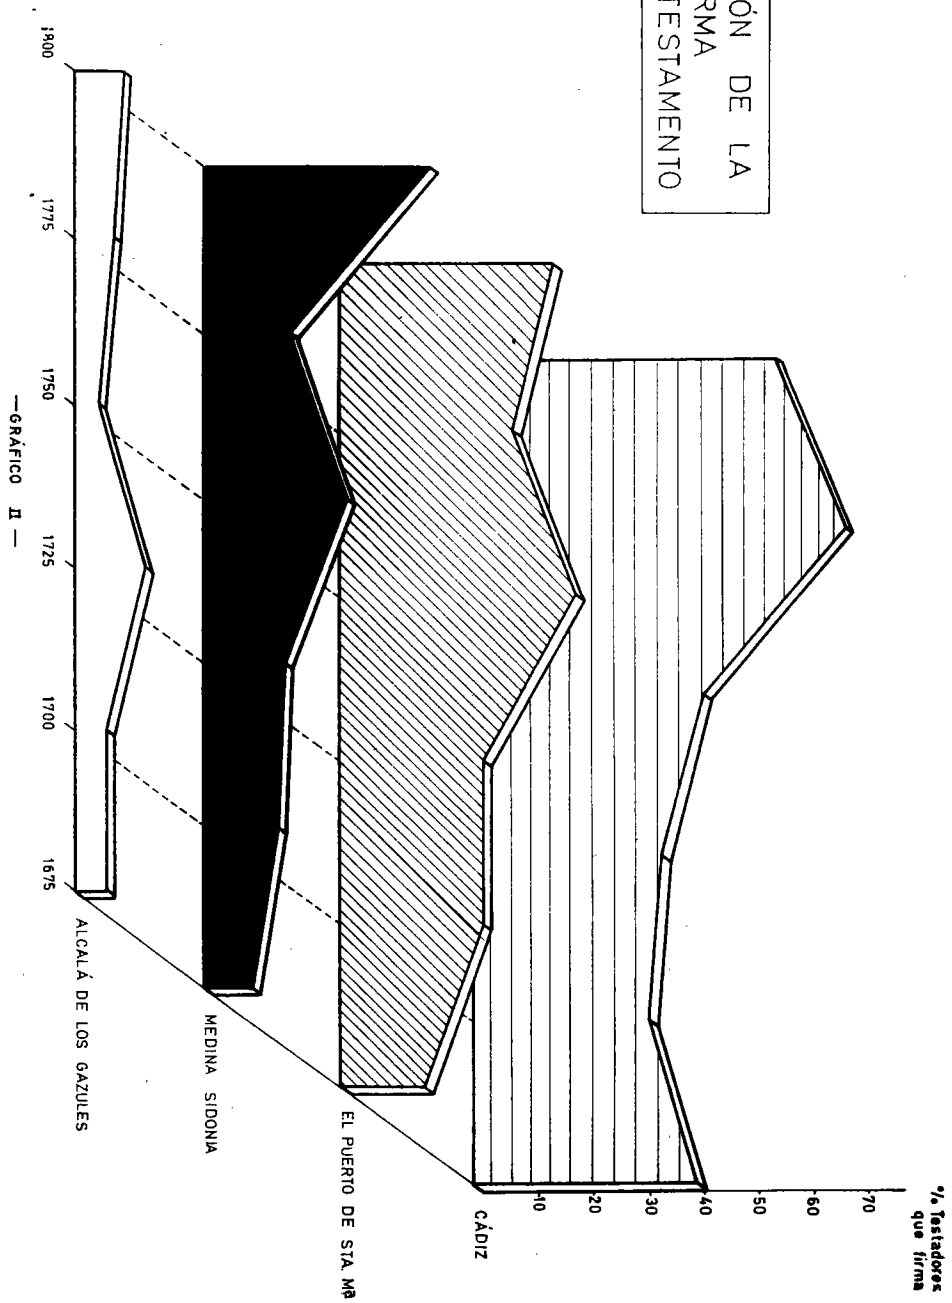 ÓN DE LA
RMA
TESTAMENTO
% Testadores
que firma
70
60
50
40
30
20
10
CÁDIZ
EL PUERTO DE STA. Mª
MEDINA SIDONIA
ALCALÁ DE LOS GAZULES
1675
1700
1725
1750
1775
1800
—GRÁFICO II —